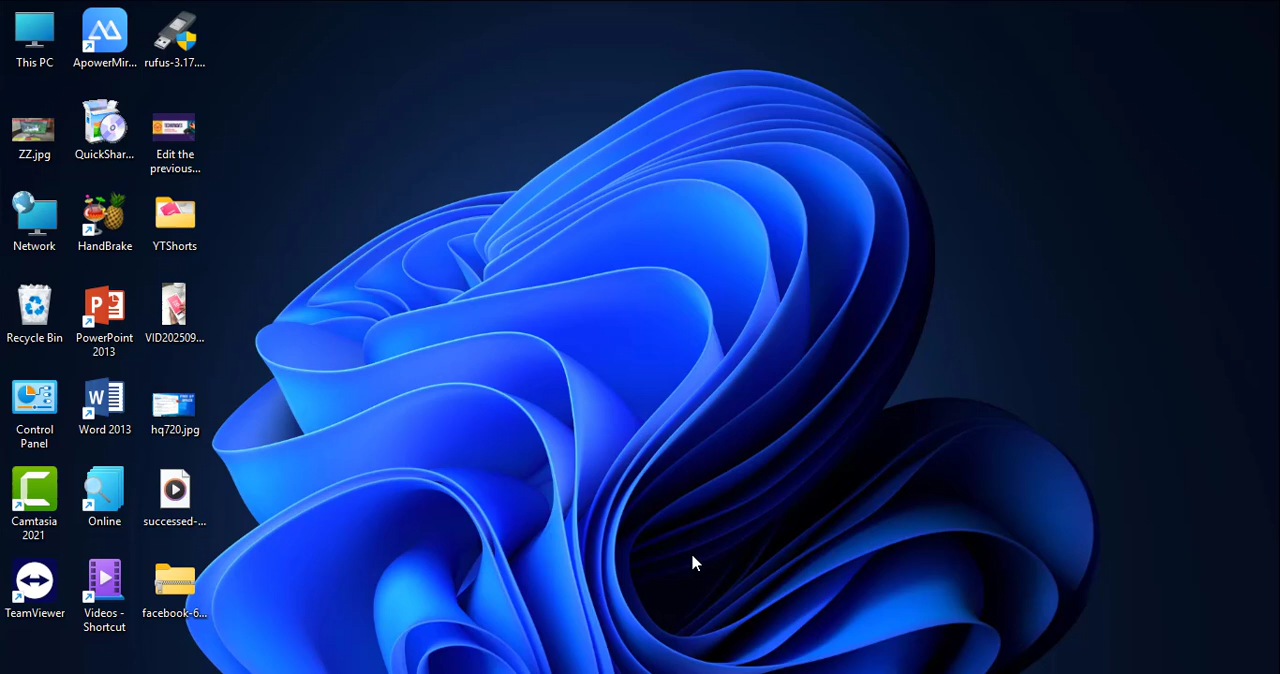 This PC
ApowerMir...
rufus-3.17....
ZZ.jpg
QuickShar...
Edit the
previous...
Network
HandBrake
YTShorts
Recycle Bin
PowerPoint
2013
VID202509...
Control
Panel
Word 2013
hq720.jpg
Camtasia
2021
Online
successed-...
TeamViewer
Videos -
Shortcut
facebook-6...